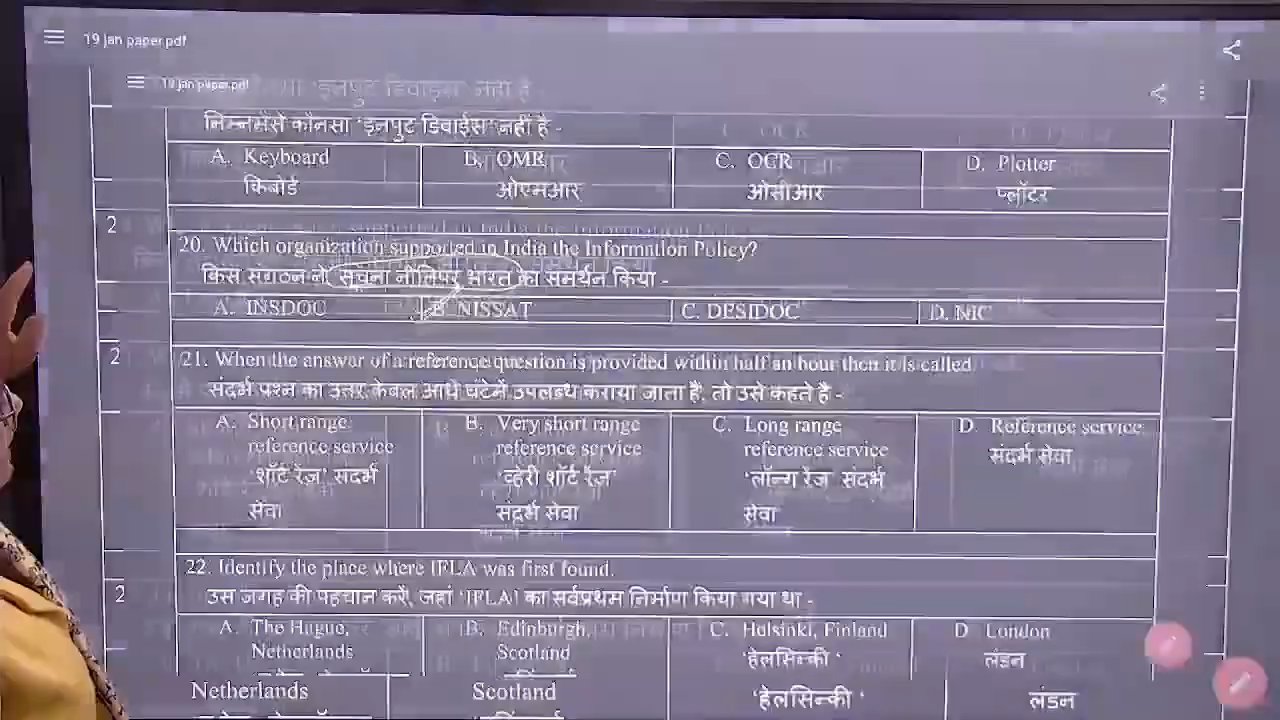 19 jan paper.pdf
19 jan paper.pdf
निम्नमेंसे कौनसा 'इनपुट डिवाईस' नहीं है -
A. Keyboard B. OMR C. OCR D. Plotter
किबोर्ड ओएमआर ओसीआर प्लॉटर
2
20. Which organization supported in India the Information Policy?
किस संगठन ने सूचना नीतिपर भारत का समर्थन किया -
A. INSDOC B NISSAT C. DESIDOC D. NIC
2
21. When the answer of a reference question is provided within half an hour then it is called
संदर्भ प्रश्न का उत्तर केवल आधे घंटेमें उपलब्ध कराया जाता है, तो उसे कहते है -
A. Short range B. Very short range C. Long range D. Reference service
reference service reference service reference service संदर्भ सेवा
'शॉर्ट रेंज' संदर्भ 'व्हेरी शॉर्ट रेंज' 'लॉन्ग रेंज' संदर्भ
सेवा संदर्भ सेवा सेवा
22. Identify the place where IFLA was first found.
2
उस जगह की पहचान करें, जहां 'IFLA' का सर्वप्रथम निर्माण किया गया था -
A. The Hague, B. Edinburgh, C. Helsinki, Finland D London
Netherlands Scotland 'हेलसिन्की ' लंडन
Netherlands Scotland 'हेलसिन्की ' लंडन